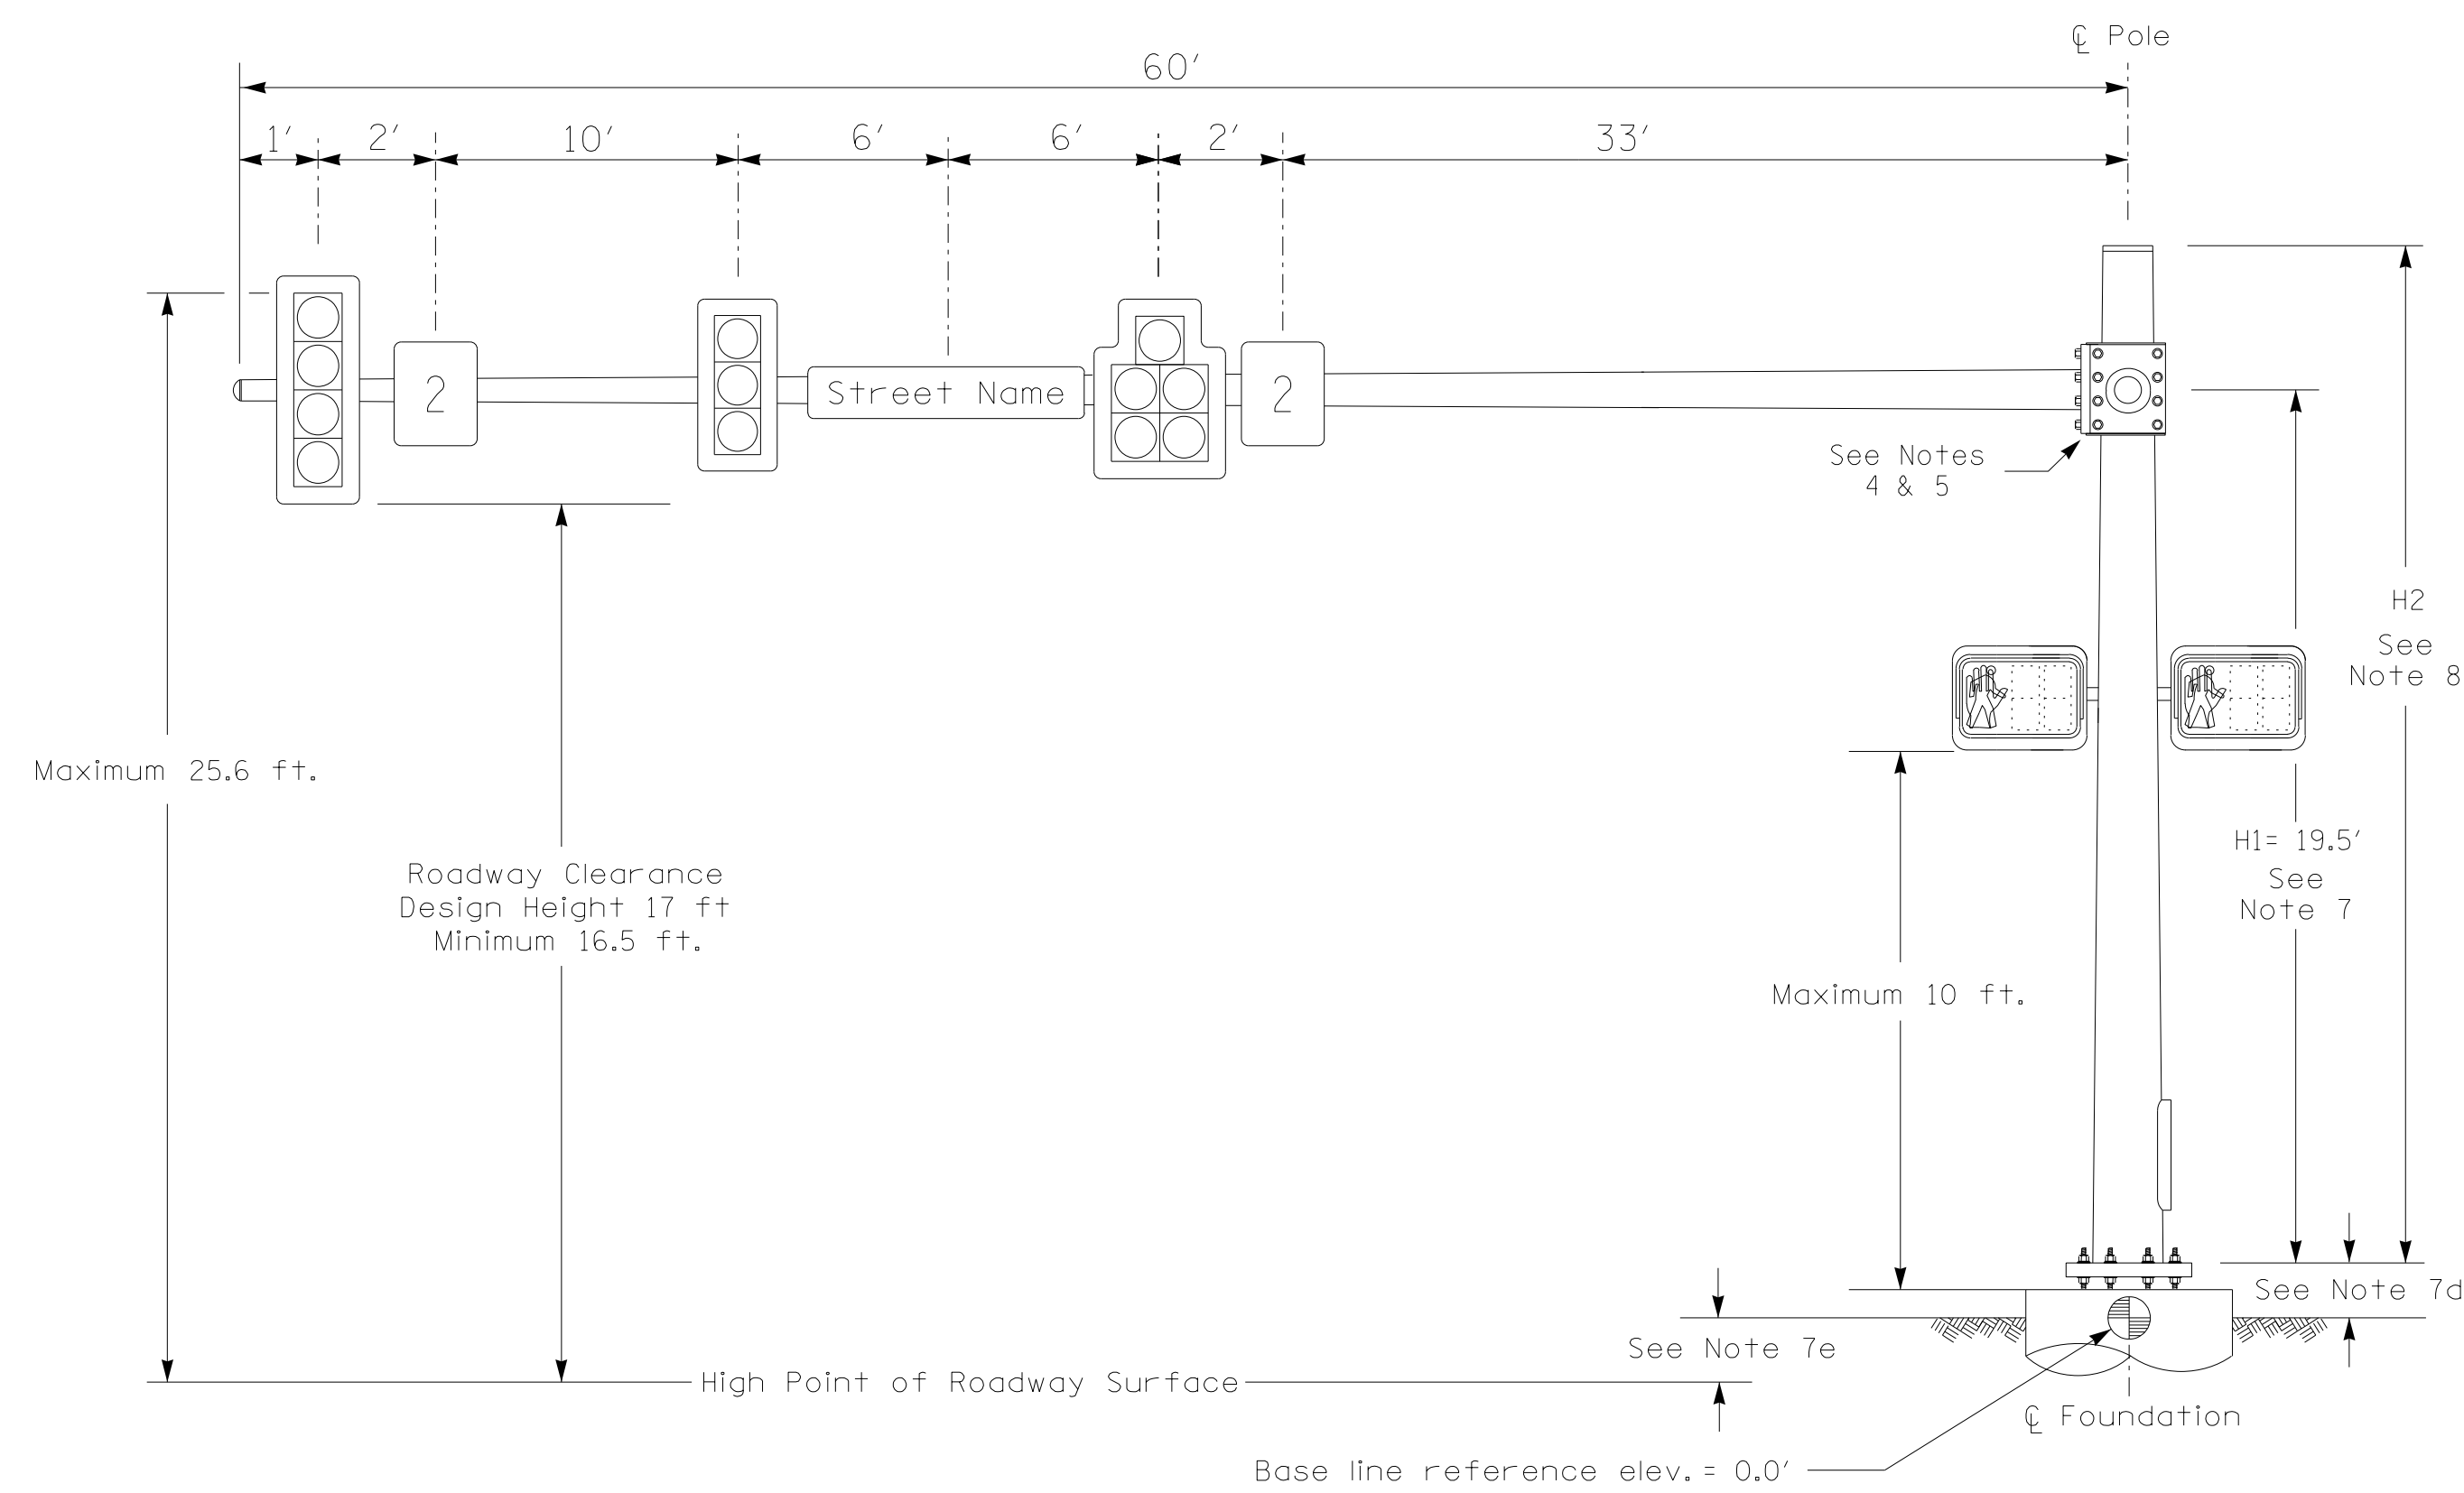 ℄ Pole
60'
1' 2' 10' 6' 6' 2' 33'
2
Street Name
2
See Notes
4 & 5
H2
See
Note 8
Maximum 25.6 ft.
H1= 19.5'
See
Note 7
Roadway Clearance
Design Height 17 ft
Minimum 16.5 ft.
Maximum 10 ft.
See Note 7d
See Note 7e
High Point of Roadway Surface
℄ Foundation
Base line reference elev. = 0.0'